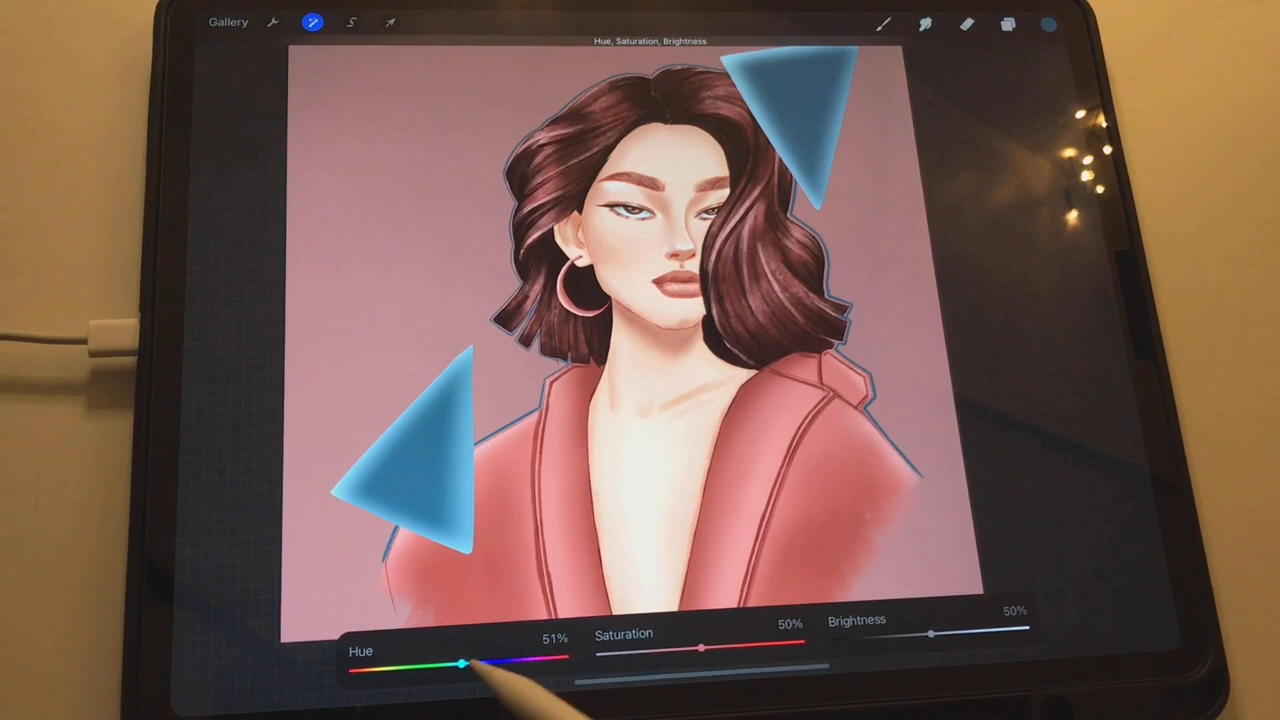 Gallery
Hue, Saturation, Brightness
Hue 51%
Saturation 50%
Brightness 50%